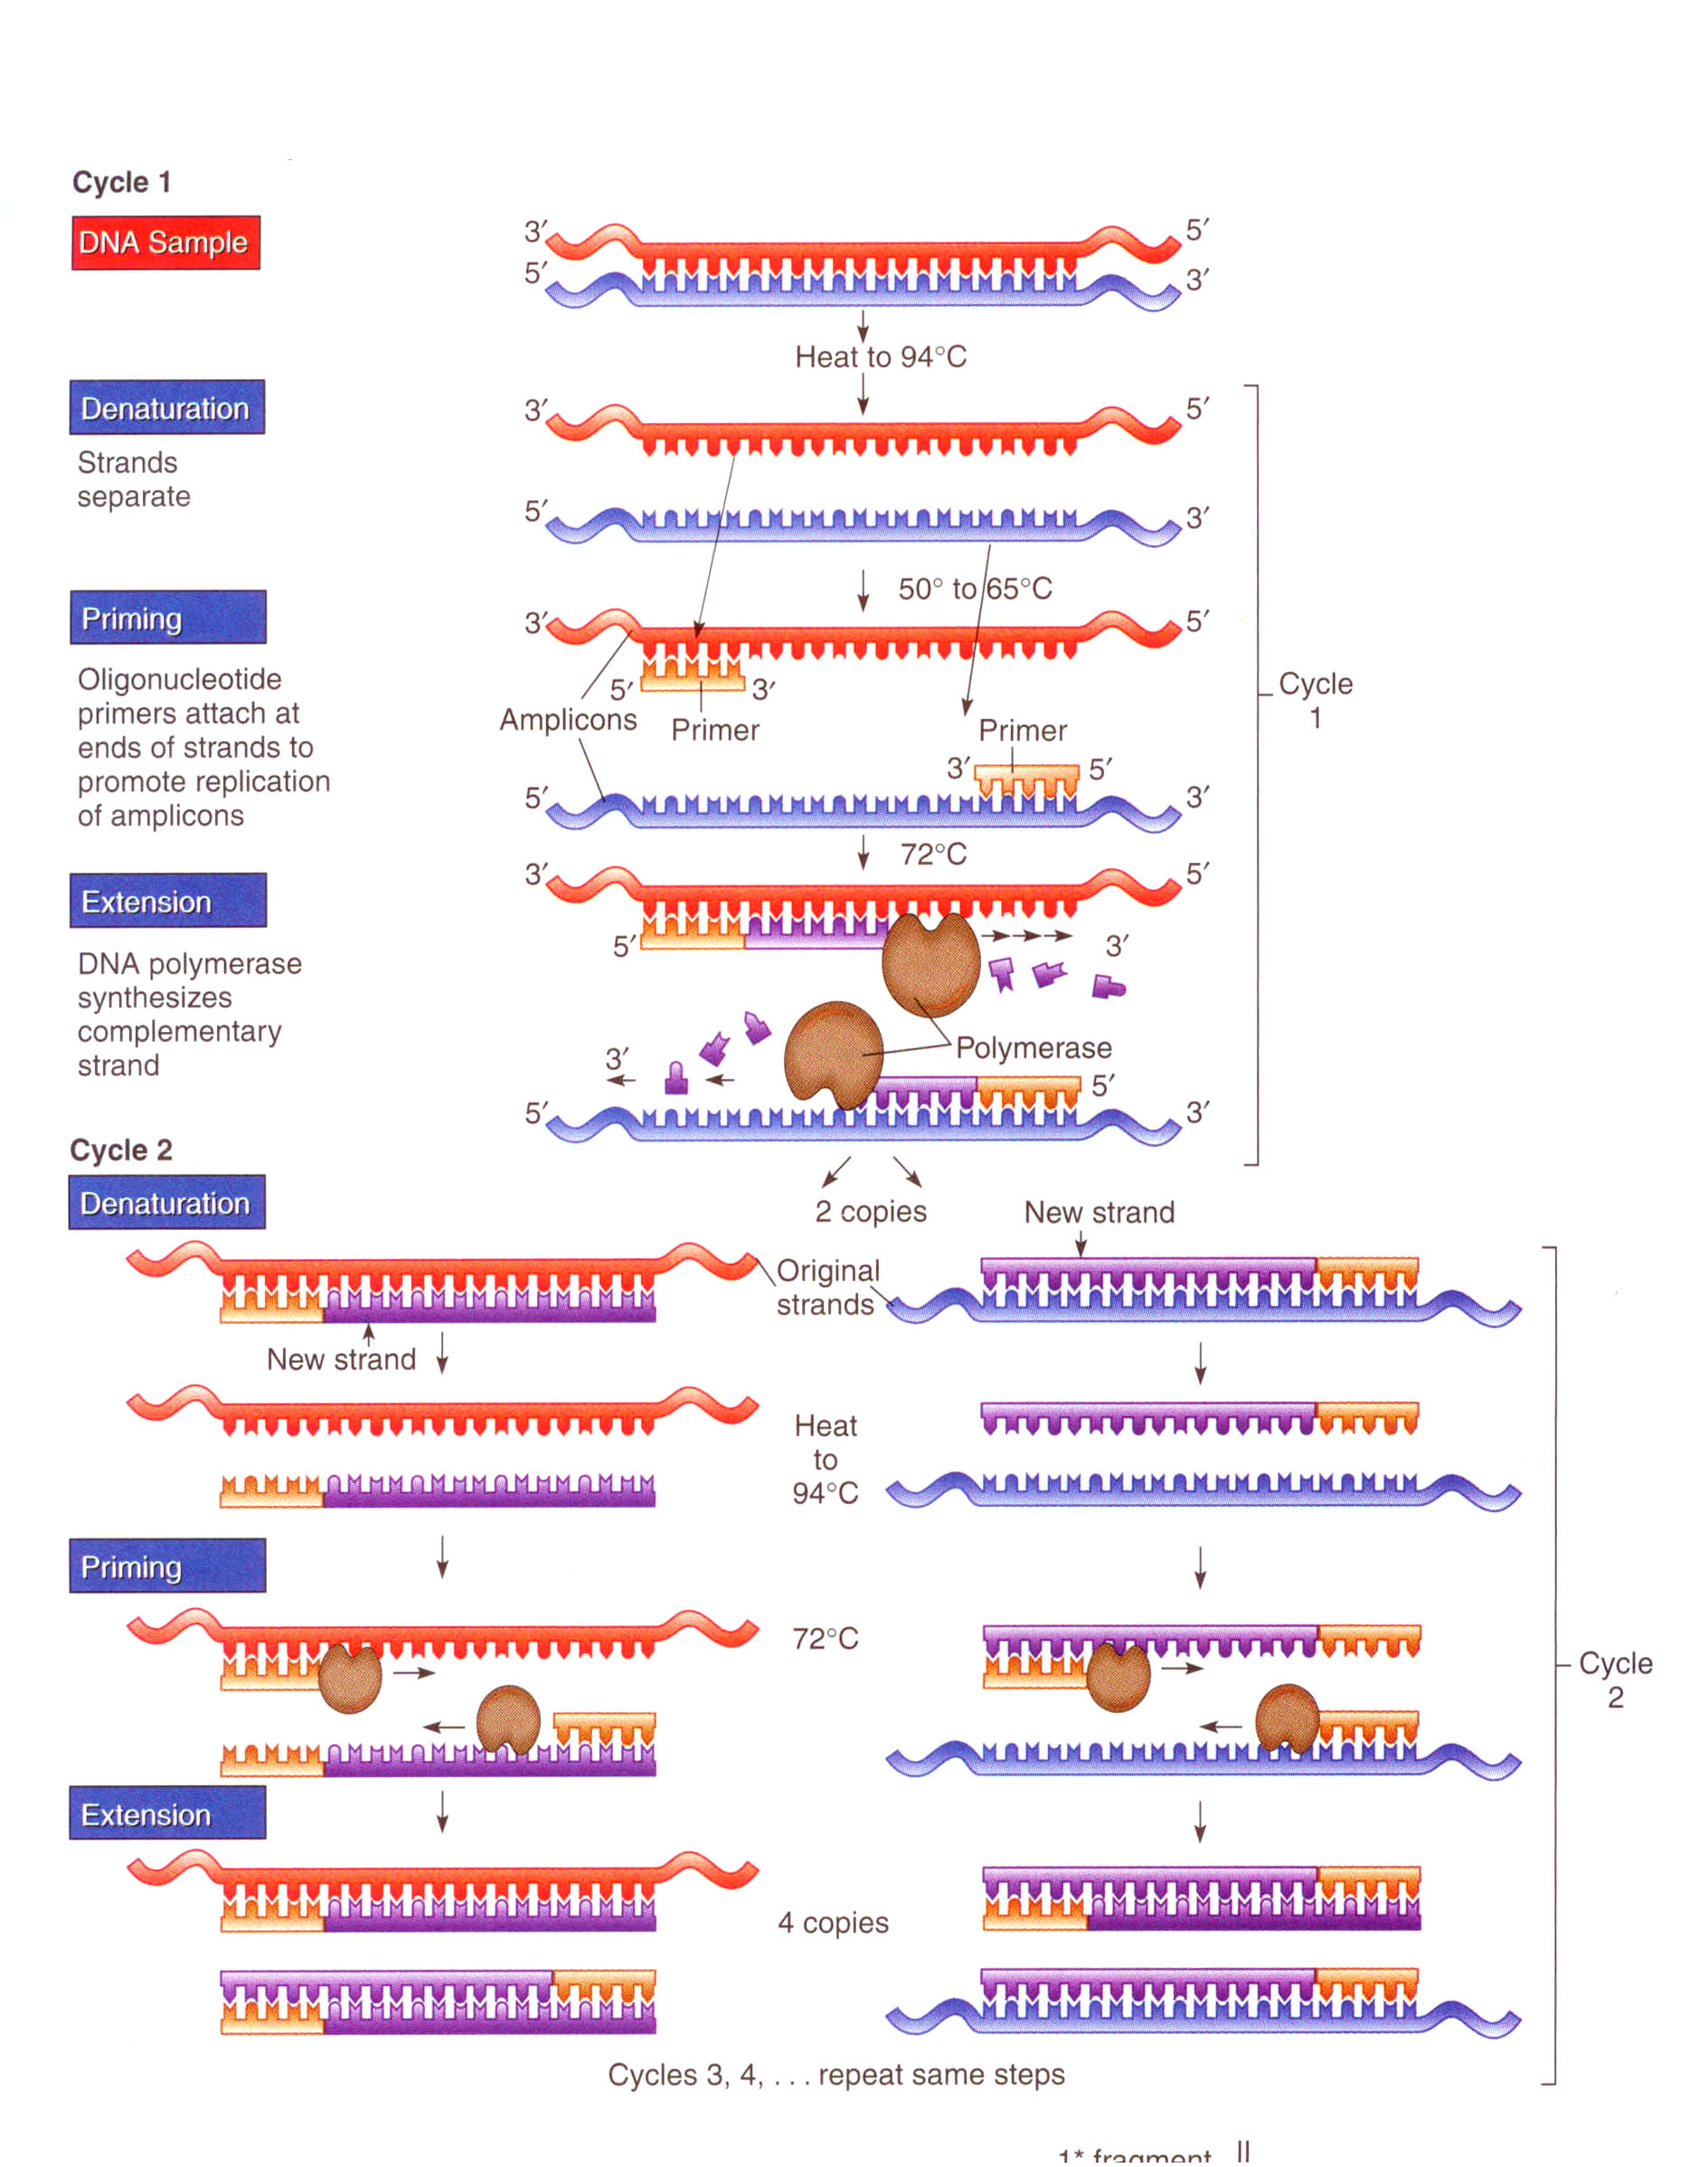 Cycle 1
DNA Sample
3′ 5′
5′ 3′
Heat to 94°C
Denaturation
Strands
separate
3′ 5′
5′ 3′
50° to 65°C
Priming
Oligonucleotide
primers attach at
ends of strands to
promote replication
of amplicons
3′ 5′
5′ 3′
Amplicons
Primer
Primer
3′ 5′
5′ 3′
72°C
Cycle
1
Extension
DNA polymerase
synthesizes
complementary
strand
3′ 5′
5′ 3′
Polymerase
3′ 5′
5′ 3′
Cycle 2
Denaturation
2 copies
New strand
Original
strands
New strand
Heat
to
94°C
Priming
72°C
Cycle
2
Extension
4 copies
Cycles 3, 4, . . . repeat same steps
1* fragment